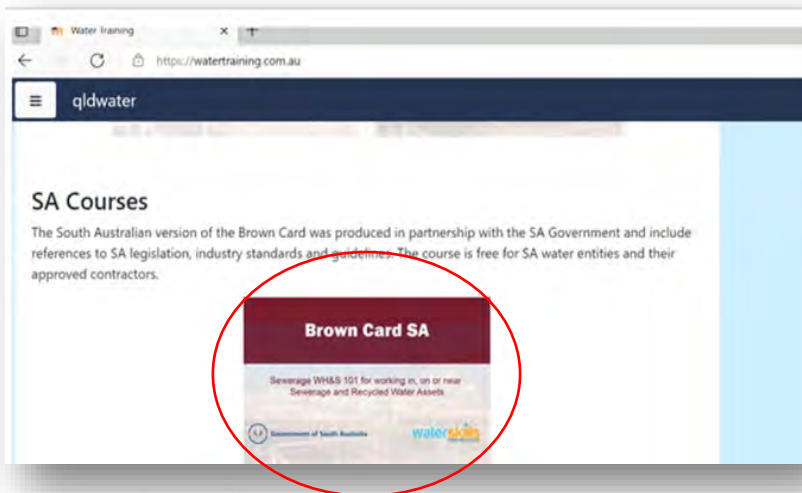 Water Training
https://watertraining.com.au
qldwater
SA Courses
The South Australian version of the Brown Card was produced in partnership with the SA Government and include
references to SA legislation, industry standards and guidelines. The course is free for SA water entities and their
approved contractors.
Brown Card SA
Sewerage WH&S 101 for working in, on or near
Sewerage and Recycled Water Assets
Government of South Australia
waterskills